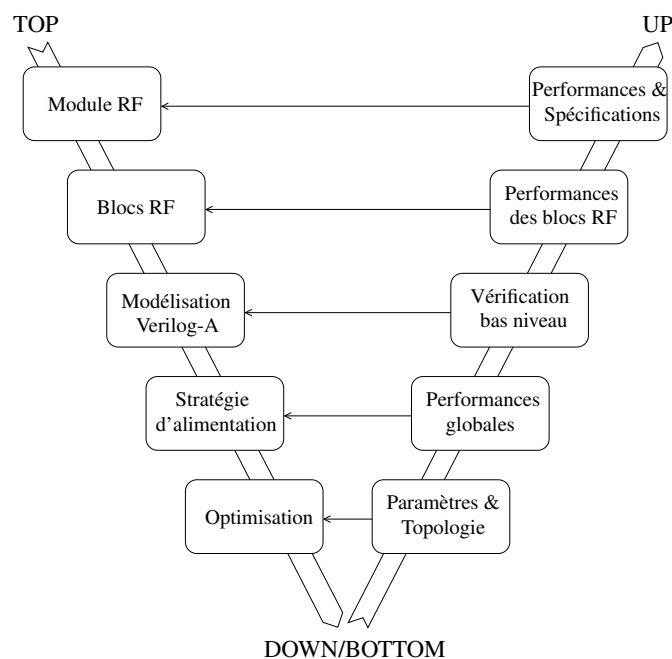 TOP
UP
Module RF
Performances &
Spécifications
Blocs RF
Performances
des blocs RF
Modélisation
Verilog-A
Vérification
bas niveau
Stratégie
d'alimentation
Performances
globales
Optimisation
Paramètres &
Topologie
DOWN/BOTTOM